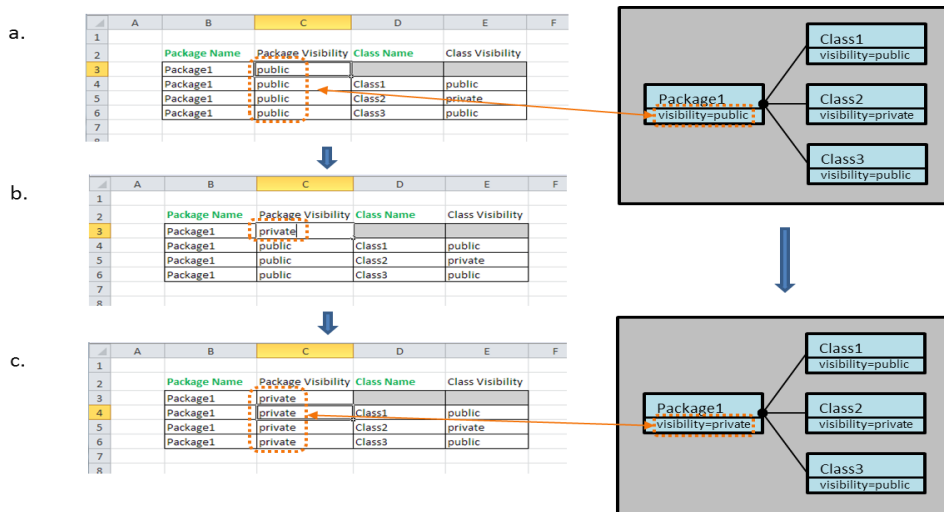 a.
A B C D E F
1
2 Package Name Package Visibility Class Name Class Visibility
3 Package1 public
4 Package1 public Class1 public
5 Package1 public Class2 private
6 Package1 public Class3 public
7
8
Class1
visibility=public
Package1
visibility=public
Class2
visibility=private
Class3
visibility=public
b.
A B C D E F
1
2 Package Name Package Visibility Class Name Class Visibility
3 Package1 private
4 Package1 public Class1 public
5 Package1 public Class2 private
6 Package1 public Class3 public
7
8
c.
A B C D E F
1
2 Package Name Package Visibility Class Name Class Visibility
3 Package1 private
4 Package1 private Class1 public
5 Package1 private Class2 private
6 Package1 private Class3 public
7
8
Class1
visibility=public
Package1
visibility=private
Class2
visibility=private
Class3
visibility=public